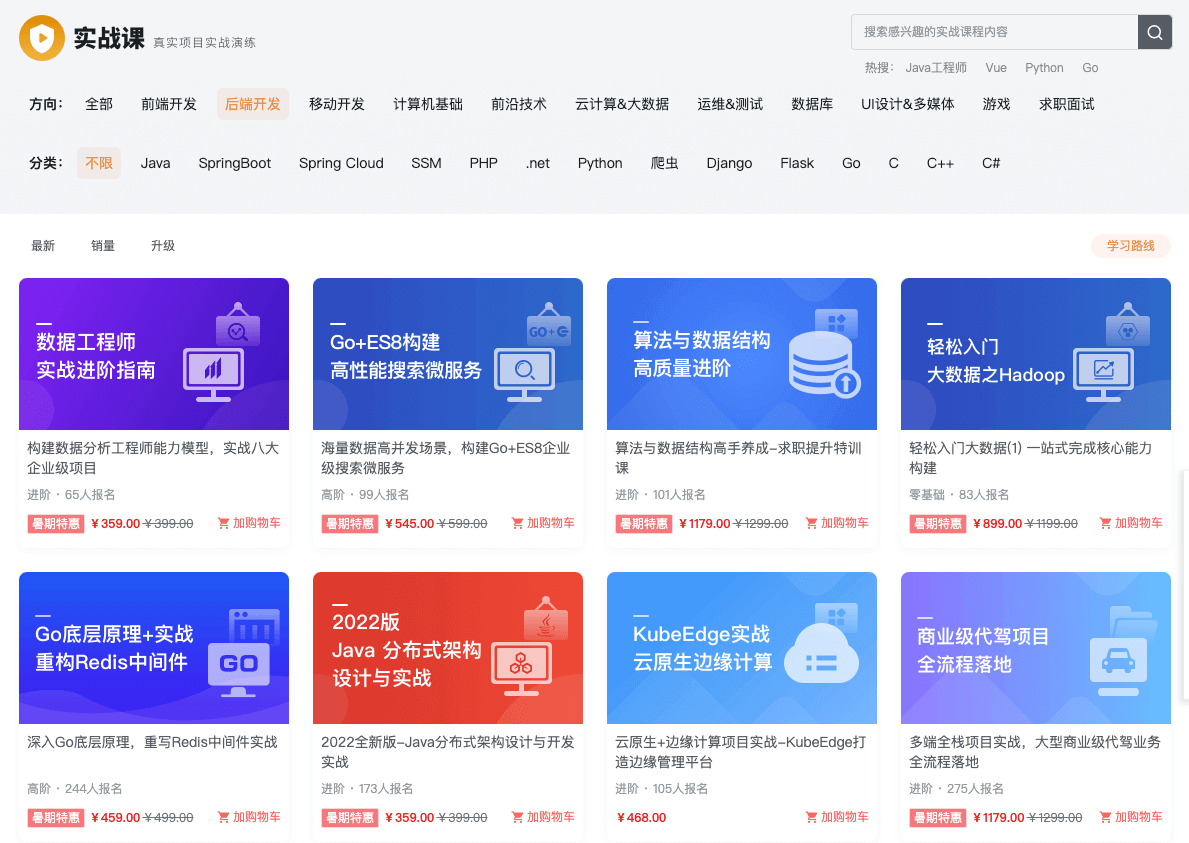 实战课 真实项目实战演练
搜索感兴趣的实战课程内容
热搜： Java工程师 Vue Python Go
方向： 全部 前端开发 后端开发 移动开发 计算机基础 前沿技术 云计算&大数据 运维&测试 数据库 UI设计&多媒体 游戏 求职面试
分类： 不限 Java SpringBoot Spring Cloud SSM PHP .net Python 爬虫 Django Flask Go C C++ C#
最新 销量 升级 学习路线
数据工程师
实战进阶指南
构建数据分析工程师能力模型，实战八大
企业级项目
进阶 · 65人报名
暑期特惠 ¥359.00 ¥399.00 加购物车
Go+ES8构建
高性能搜索微服务
GO+
海量数据高并发场景，构建Go+ES8企业
级搜索微服务
高阶 · 99人报名
暑期特惠 ¥545.00 ¥599.00 加购物车
算法与数据结构
高质量进阶
算法与数据结构高手养成-求职提升特训
课
进阶 · 101人报名
暑期特惠 ¥1179.00 ¥1299.00 加购物车
轻松入门
大数据之Hadoop
轻松入门大数据(1) 一站式完成核心能力
构建
零基础 · 83人报名
暑期特惠 ¥899.00 ¥1199.00 加购物车
Go底层原理+实战
重构Redis中间件
GO
深入Go底层原理，重写Redis中间件实战
高阶 · 244人报名
暑期特惠 ¥459.00 ¥499.00 加购物车
2022版
Java 分布式架构
设计与实战
2022全新版-Java分布式架构设计与开发
实战
进阶 · 173人报名
暑期特惠 ¥359.00 ¥399.00 加购物车
KubeEdge实战
云原生边缘计算
云原生+边缘计算项目实战-KubeEdge打
造边缘管理平台
进阶 · 105人报名
¥468.00 加购物车
商业级代驾项目
全流程落地
多端全栈项目实战，大型商业级代驾业务
全流程落地
进阶 · 275人报名
暑期特惠 ¥1179.00 ¥1299.00 加购物车